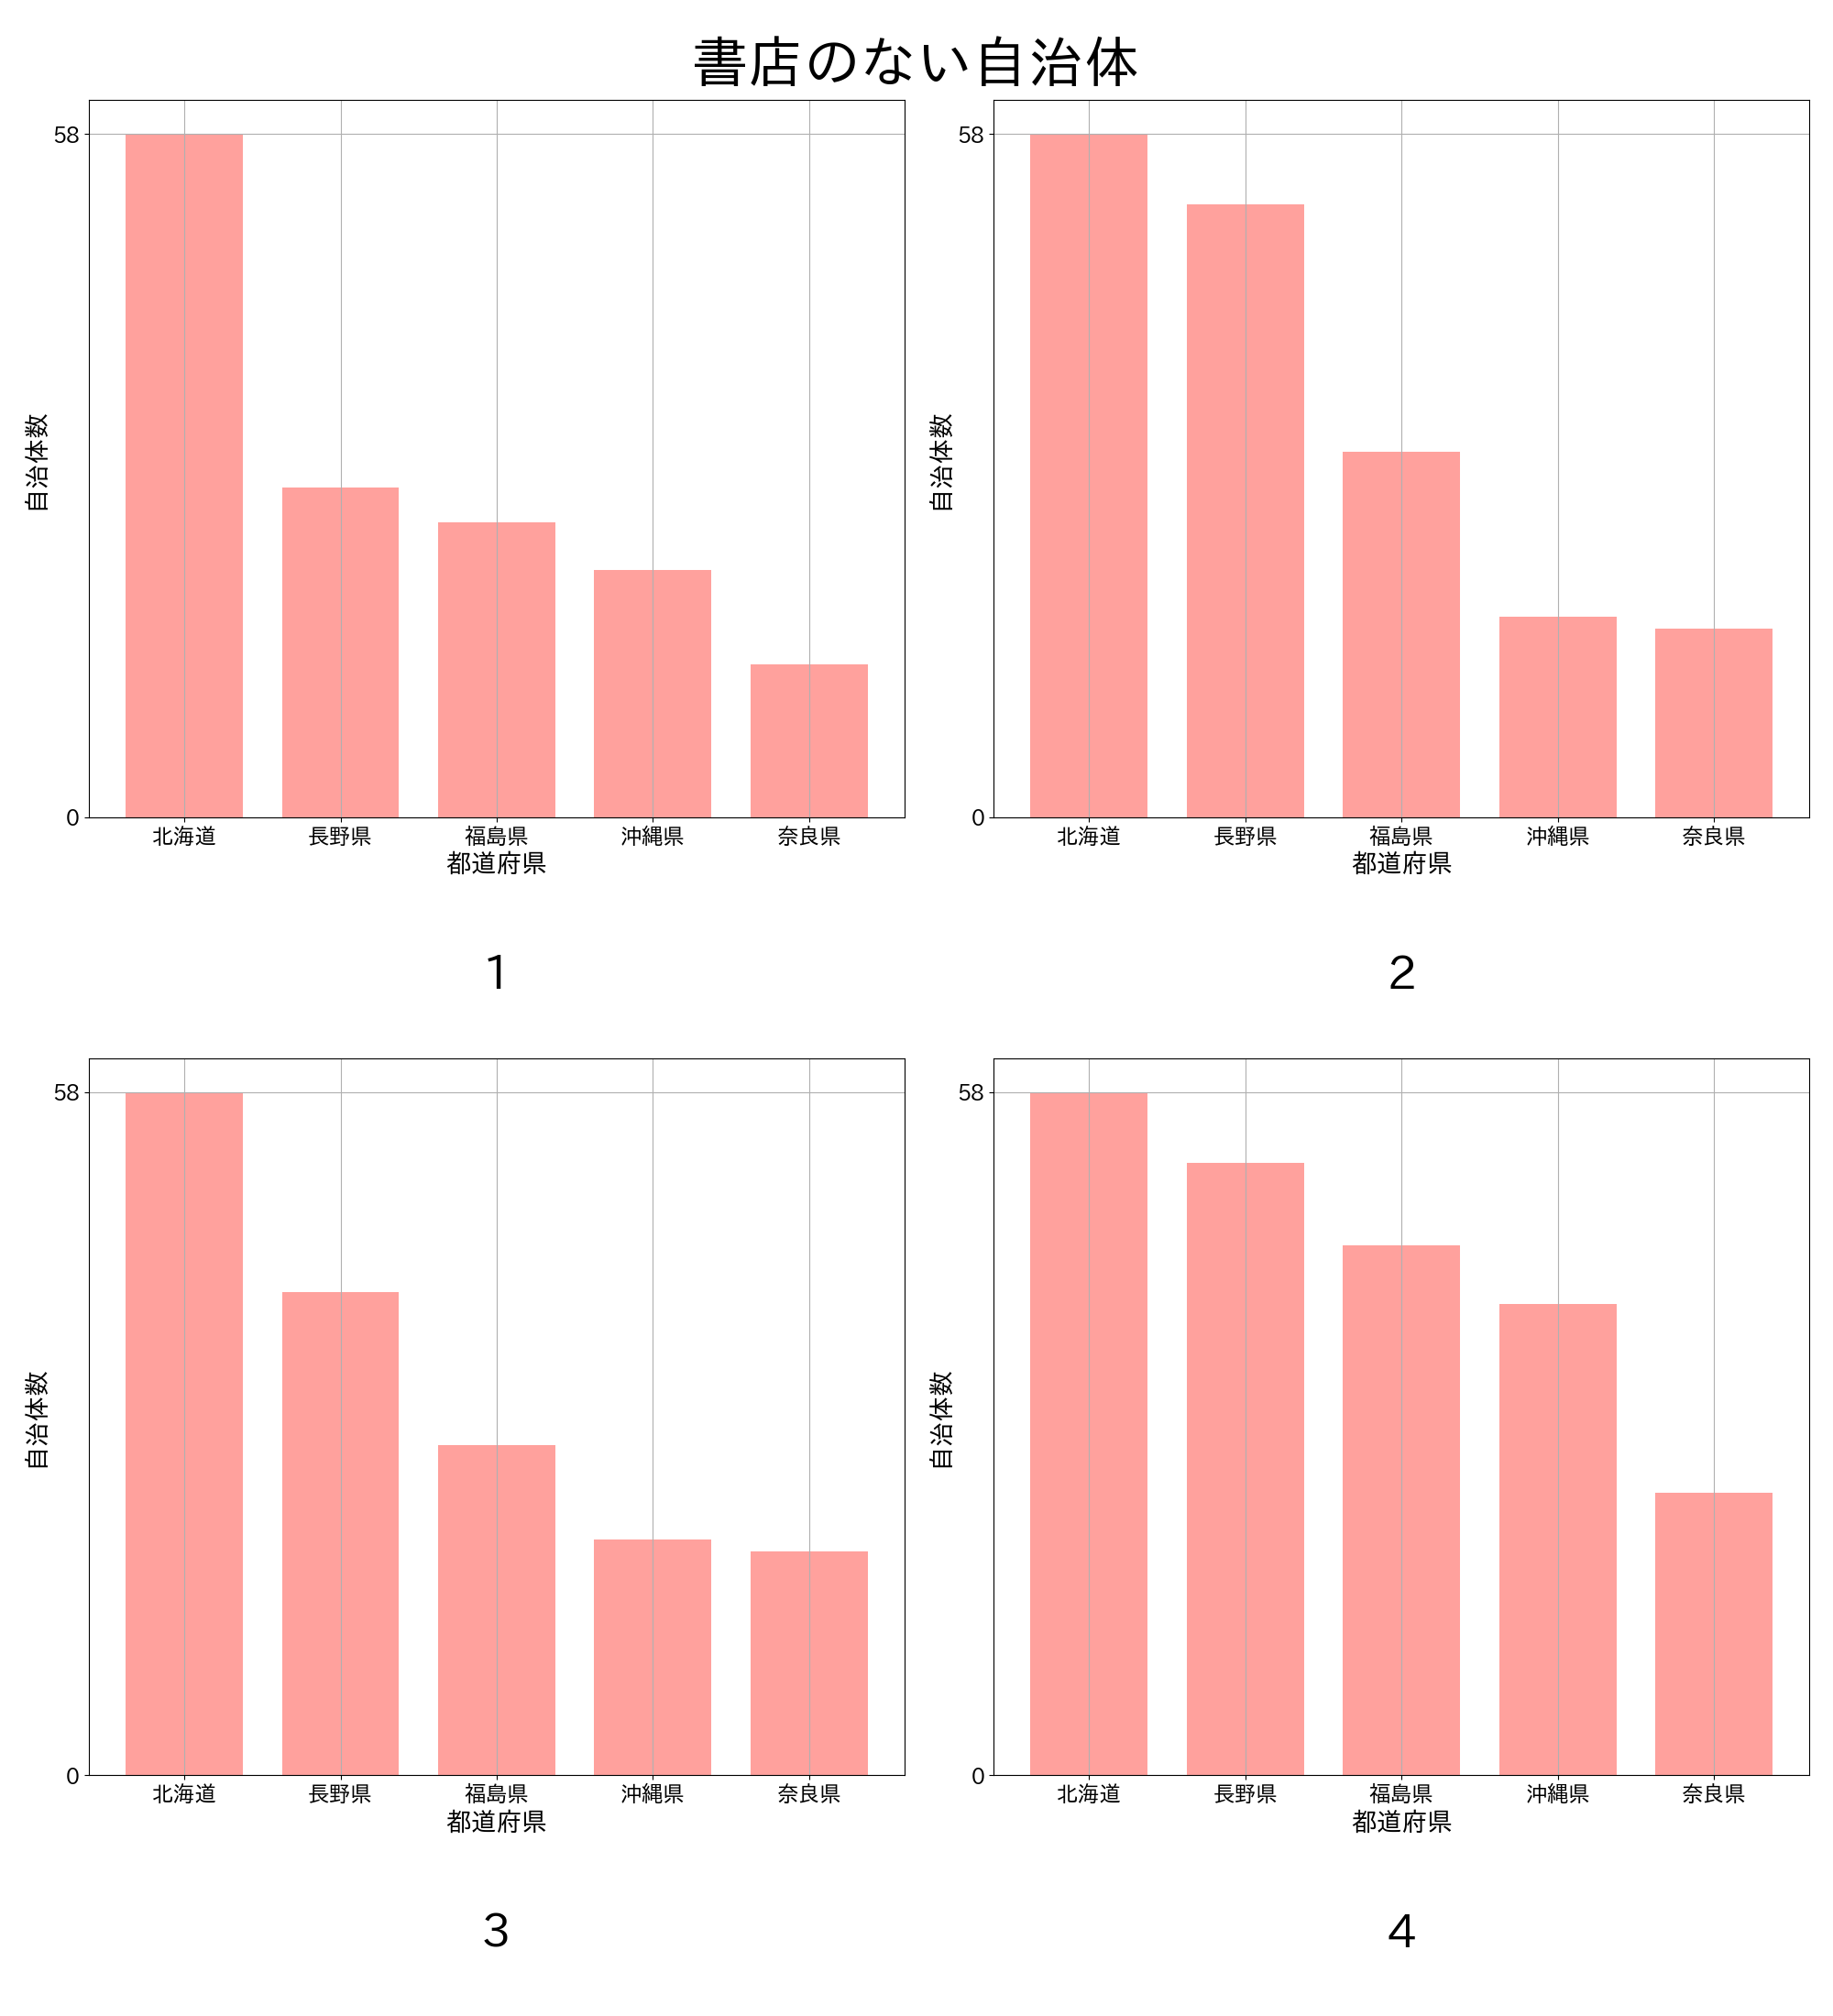 書店のない自治体
58
0
自治体数
北海道 長野県 福島県 沖縄県 奈良県
都道府県
1
58
0
自治体数
北海道 長野県 福島県 沖縄県 奈良県
都道府県
2
58
0
自治体数
北海道 長野県 福島県 沖縄県 奈良県
都道府県
3
58
0
自治体数
北海道 長野県 福島県 沖縄県 奈良県
都道府県
4